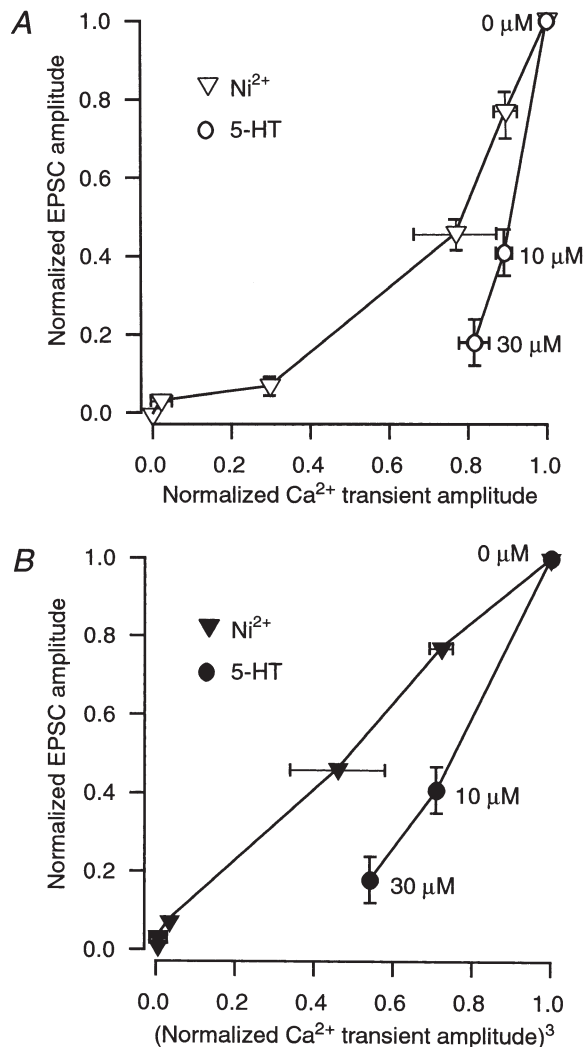 A
1.0
0.8
0.6
0.4
0.2
0.0
Normalized EPSC amplitude
Ni²⁺
5-HT
0 μM
10 μM
30 μM
0.0 0.2 0.4 0.6 0.8 1.0
Normalized Ca²⁺ transient amplitude
B
1.0
0.8
0.6
0.4
0.2
0.0
Normalized EPSC amplitude
Ni²⁺
5-HT
0 μM
10 μM
30 μM
0.0 0.2 0.4 0.6 0.8 1.0
(Normalized Ca²⁺ transient amplitude)³